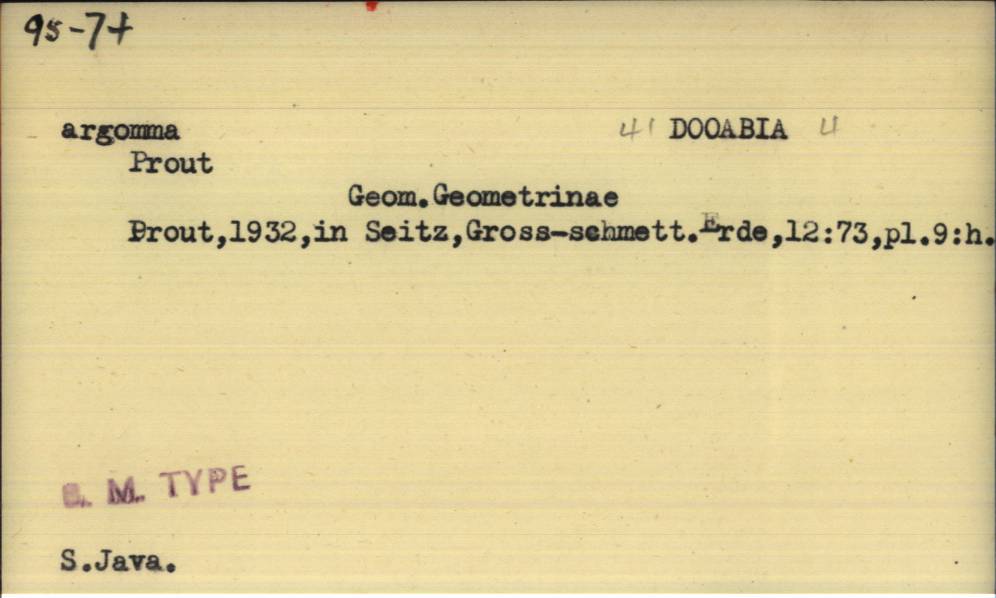 95-7+
argomma 41 DOOABIA 4
Prout
Geom.Geometrinae
Prout,1932,in Seitz,Gross-schmett.Erde,12:73,pl.9:h.
B. M. TYPE
S.Java.